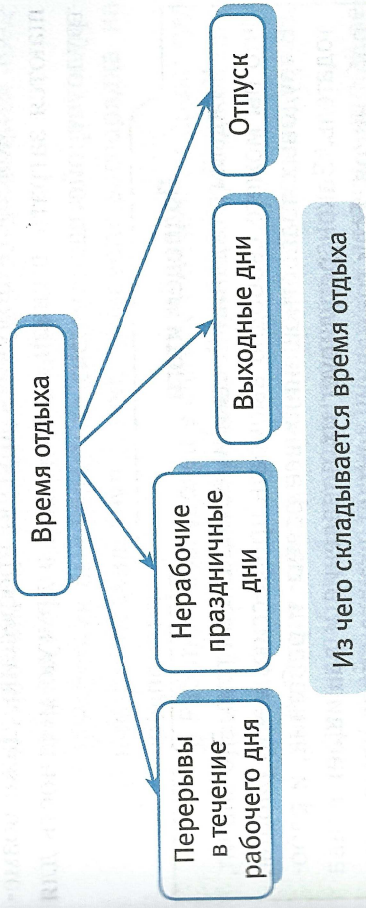 Время отдыха
Перерывы
в течение
рабочего дня
Нерабочие
праздничные
дни
Выходные дни
Отпуск
Из чего складывается время отдыха